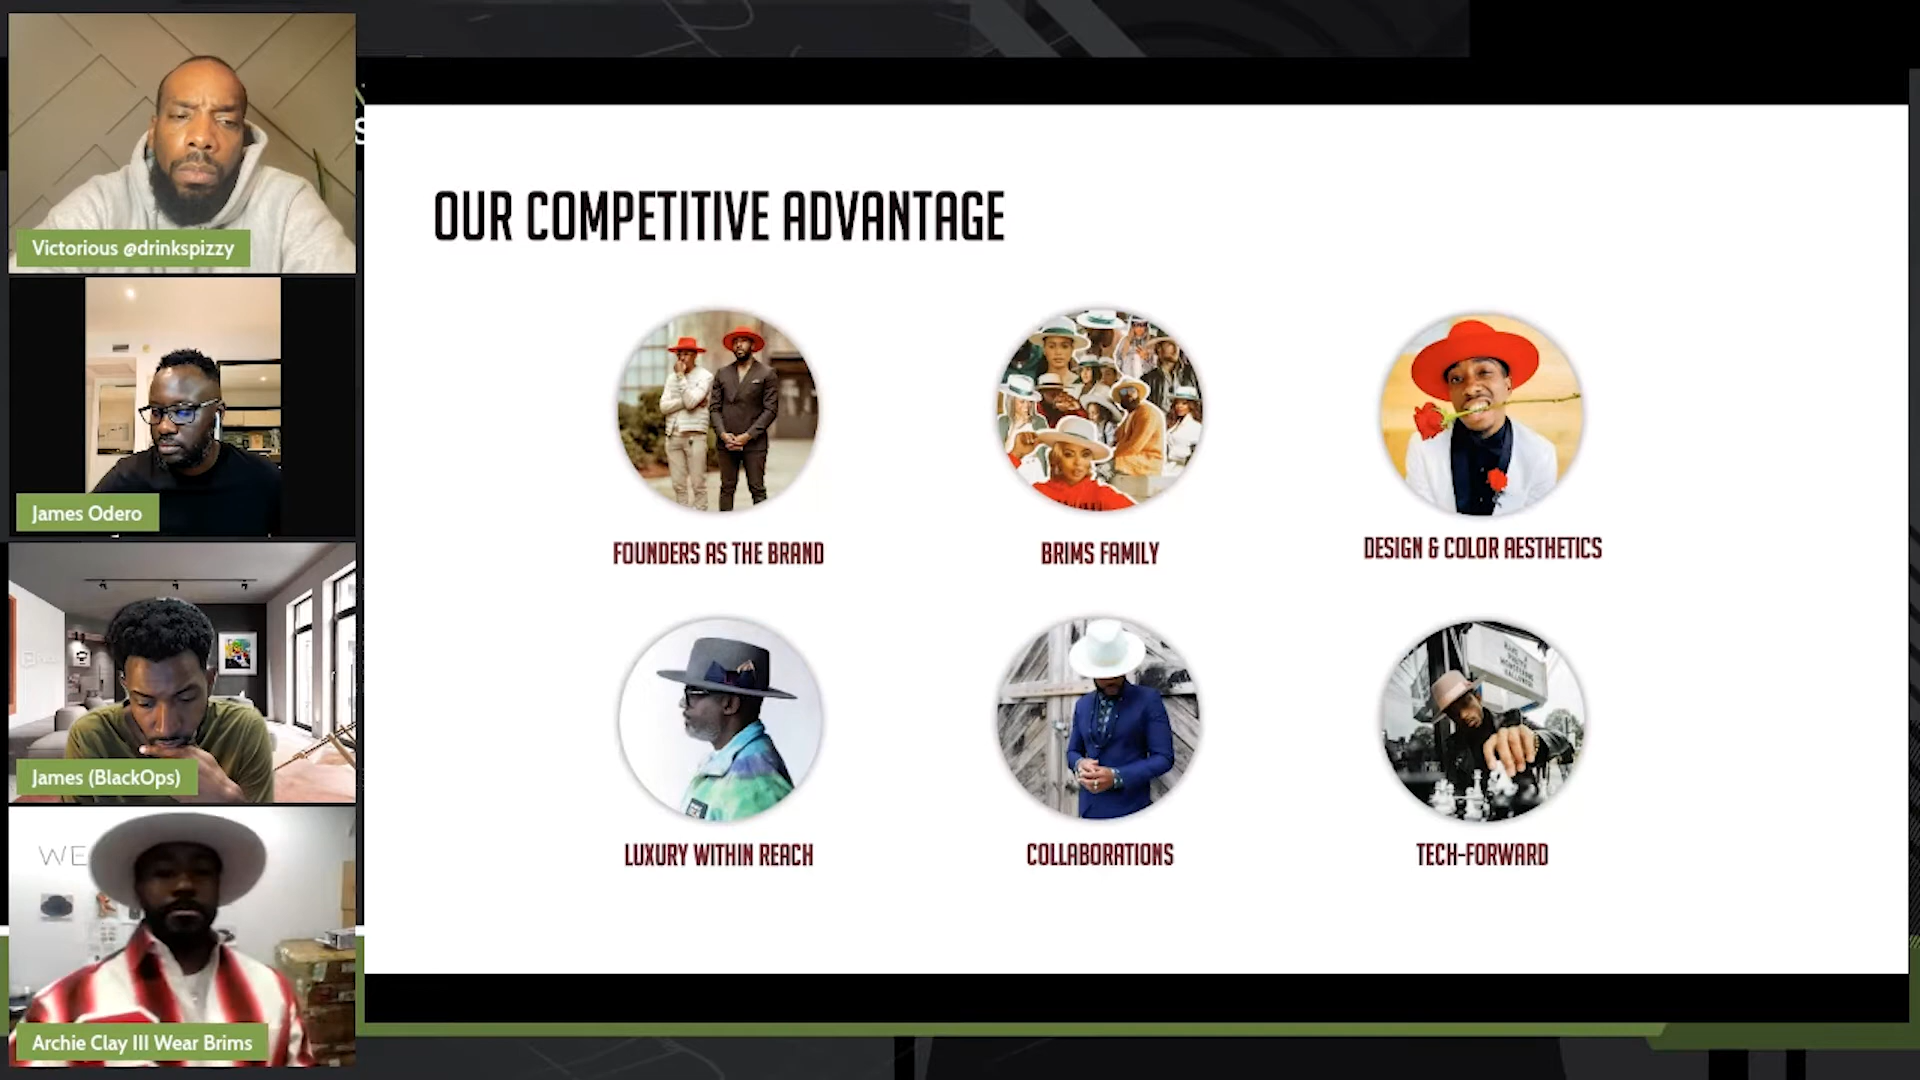 Victorious @drinkspizzy
James Odero
James (BlackOps)
WE
Archie Clay III Wear Brims
OUR COMPETITIVE ADVANTAGE
FOUNDERS AS THE BRAND
BRIMS FAMILY
DESIGN & COLOR AESTHETICS
LUXURY WITHIN REACH
COLLABORATIONS
TECH-FORWARD